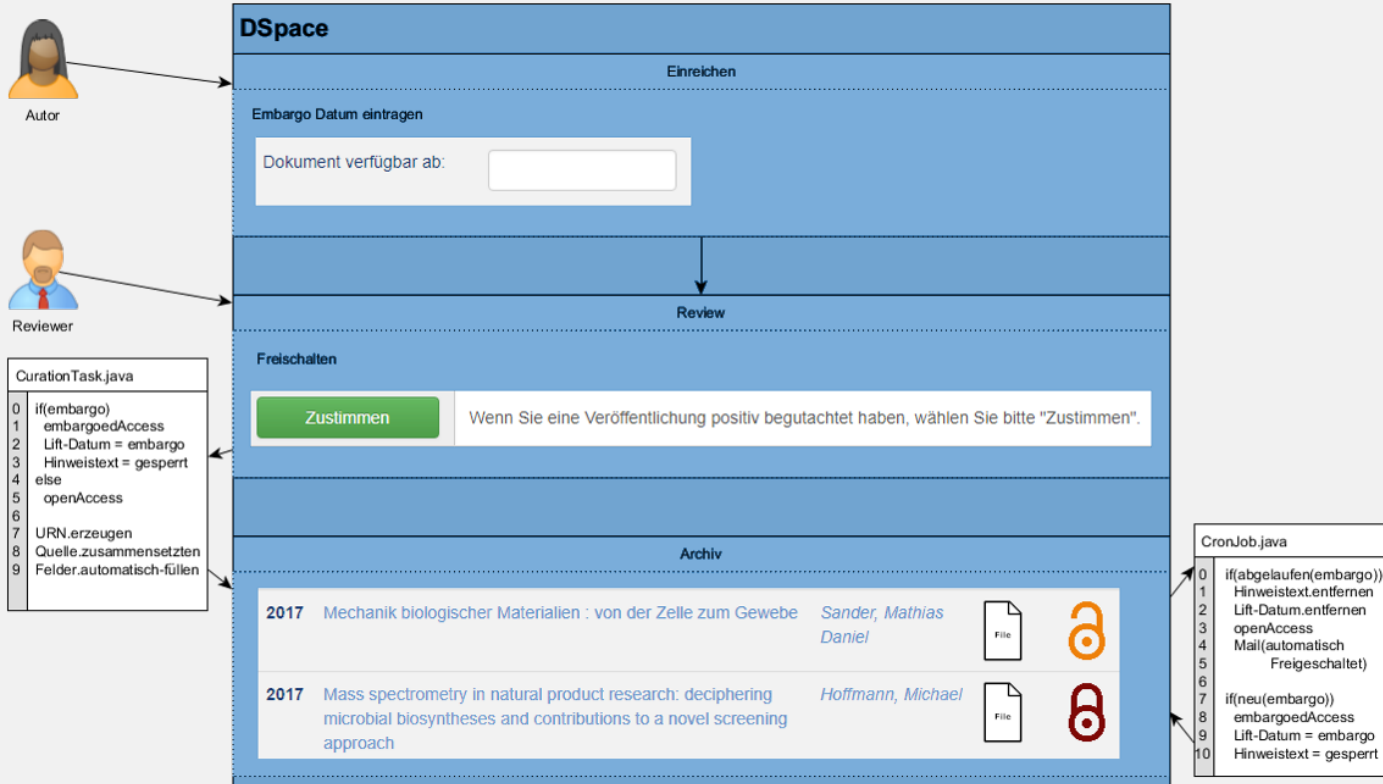 DSpace
Einreichen
Autor
Embargo Datum eintragen
Dokument verfügbar ab:
Reviewer
Review
Freischalten
Zustimmen
Wenn Sie eine Veröffentlichung positiv begutachtet haben, wählen Sie bitte "Zustimmen".
CurationTask.java
0 if(embargo)
1 embargoedAccess
2 Lift-Datum = embargo
3 Hinweistext = gesperrt
4 else
5 openAccess
6
7 URN.erzeugen
8 Quelle.zusammensetzten
9 Felder.automatisch-füllen
Archiv
2017 Mechanik biologischer Materialien : von der Zelle zum Gewebe Sander, Mathias
Daniel
File
2017 Mass spectrometry in natural product research: deciphering Hoffmann, Michael
microbial biosyntheses and contributions to a novel screening
approach
File
CronJob.java
0 if(abgelaufen(embargo))
1 Hinweistext.entfernen
2 Lift-Datum.entfernen
3 openAccess
4 Mail(automatisch
5 Freigeschaltet)
6
7 if(neu(embargo))
8 embargoedAccess
9 Lift-Datum = embargo
10 Hinweistext = gesperrt